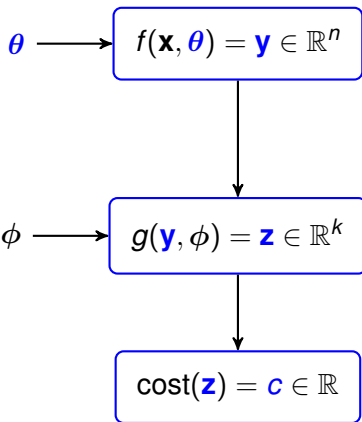 θ f(x, θ) = y ∈ ℝⁿ
ϕ g(y, ϕ) = z ∈ ℝᵏ
cost(z) = c ∈ ℝ